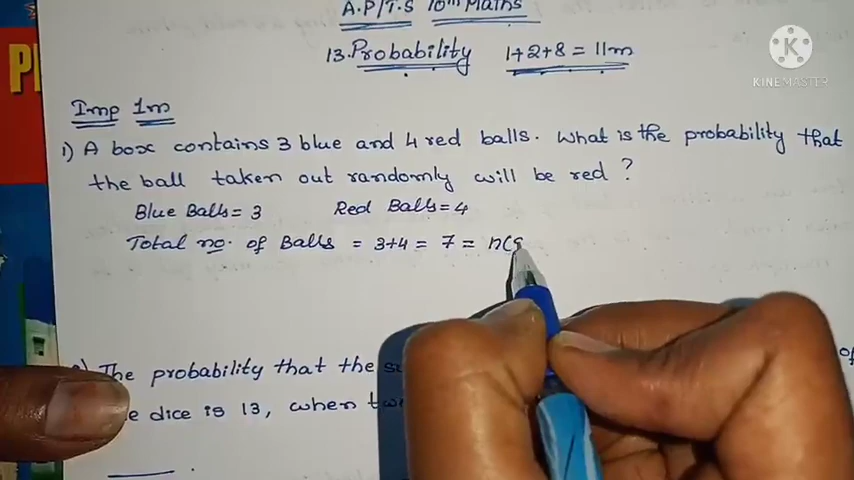 A.P/T.S 10th Maths
13. Probability 1+2+8 = 11m
KINEMASTER
Imp 1m
1) A box contains 3 blue and 4 red balls. What is the probability that
the ball taken out randomly will be red ?
Blue Balls = 3 Red Balls = 4
Total no. of Balls = 3+4 = 7 = n(S
The probability that the
dice is 13, when